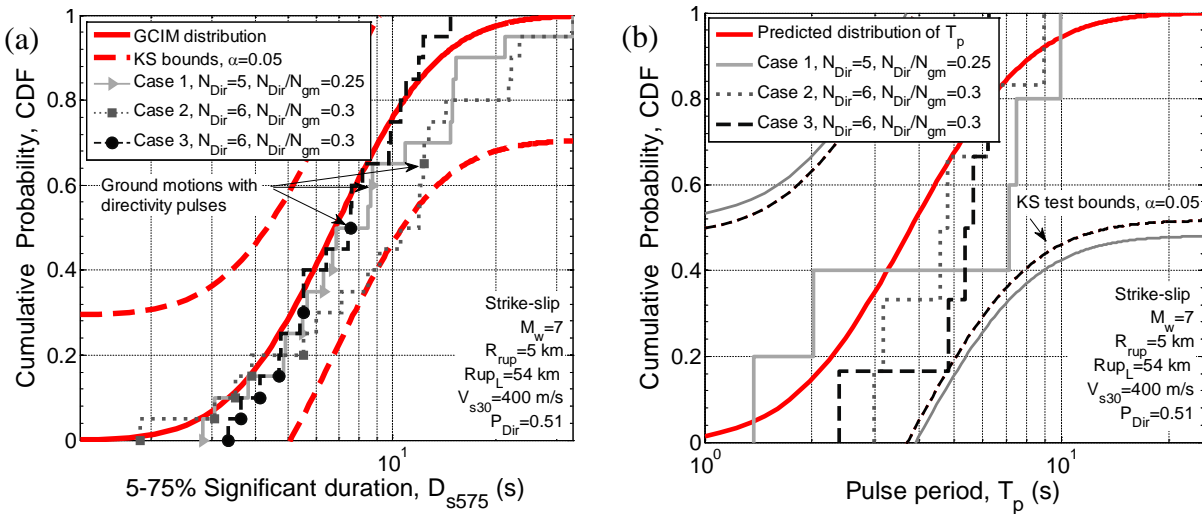 (a)
GCIM distribution
KS bounds, α=0.05
Case 1, N_Dir=5, N_Dir/N_gm=0.25
Case 2, N_Dir=6, N_Dir/N_gm=0.3
Case 3, N_Dir=6, N_Dir/N_gm=0.3
Ground motions with
directivity pulses
Strike-slip
M_w=7
R_rup=5 km
Rup_L=54 km
V_s30=400 m/s
P_Dir=0.51
1
0.8
0.6
0.4
0.2
0
10^1
Cumulative Probability, CDF
5-75% Significant duration, D_s575 (s)
(b)
Predicted distribution of T_p
Case 1, N_Dir=5, N_Dir/N_gm=0.25
Case 2, N_Dir=6, N_Dir/N_gm=0.3
Case 3, N_Dir=6, N_Dir/N_gm=0.3
KS test bounds, α=0.05
Strike-slip
M_w=7
R_rup=5 km
Rup_L=54 km
V_s30=400 m/s
P_Dir=0.51
1
0.8
0.6
0.4
0.2
0
10^0
10^1
Cumulative Probability, CDF
Pulse period, T_p (s)